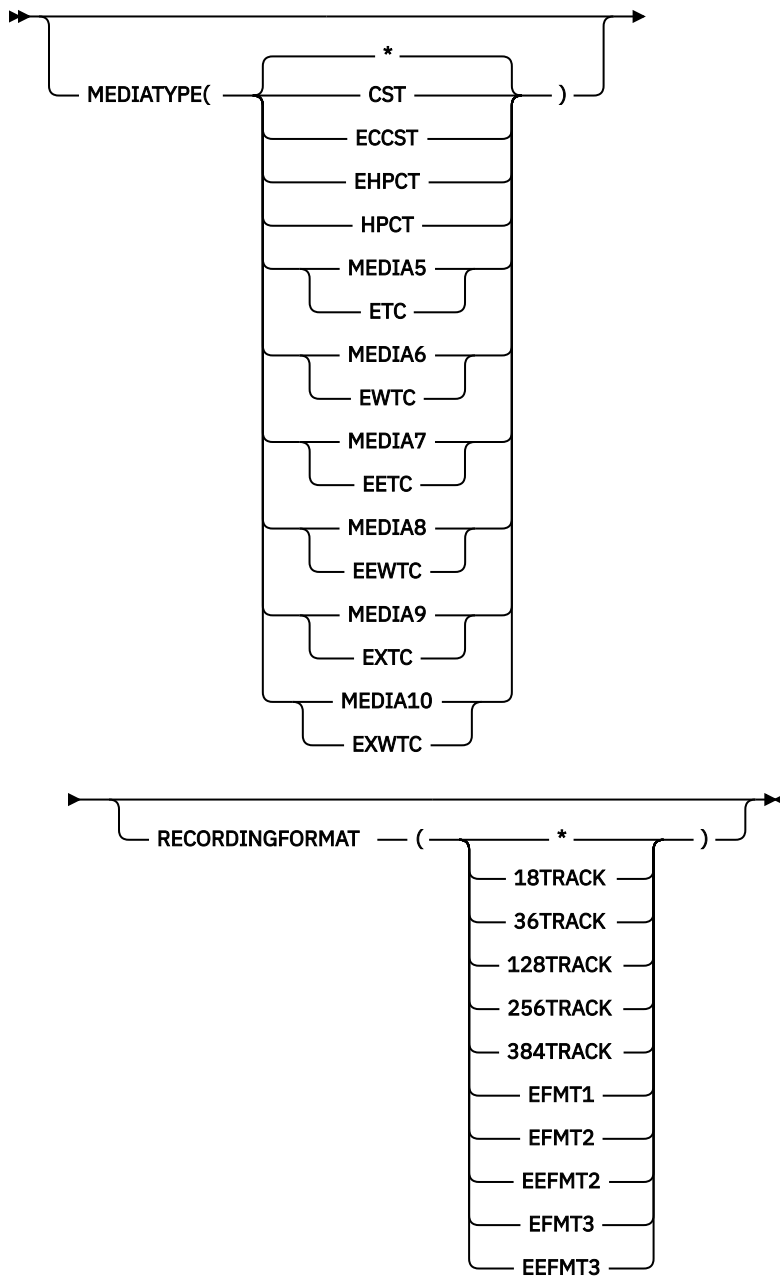 *
MEDIATYPE( CST )
ECCST
EHPCT
HPCT
MEDIA5
ETC
MEDIA6
EWTC
MEDIA7
EETC
MEDIA8
EEWTC
MEDIA9
EXTC
MEDIA10
EXWTC
RECORDINGFORMAT ( * )
18TRACK
36TRACK
128TRACK
256TRACK
384TRACK
EFMT1
EFMT2
EEFMT2
EFMT3
EEFMT3